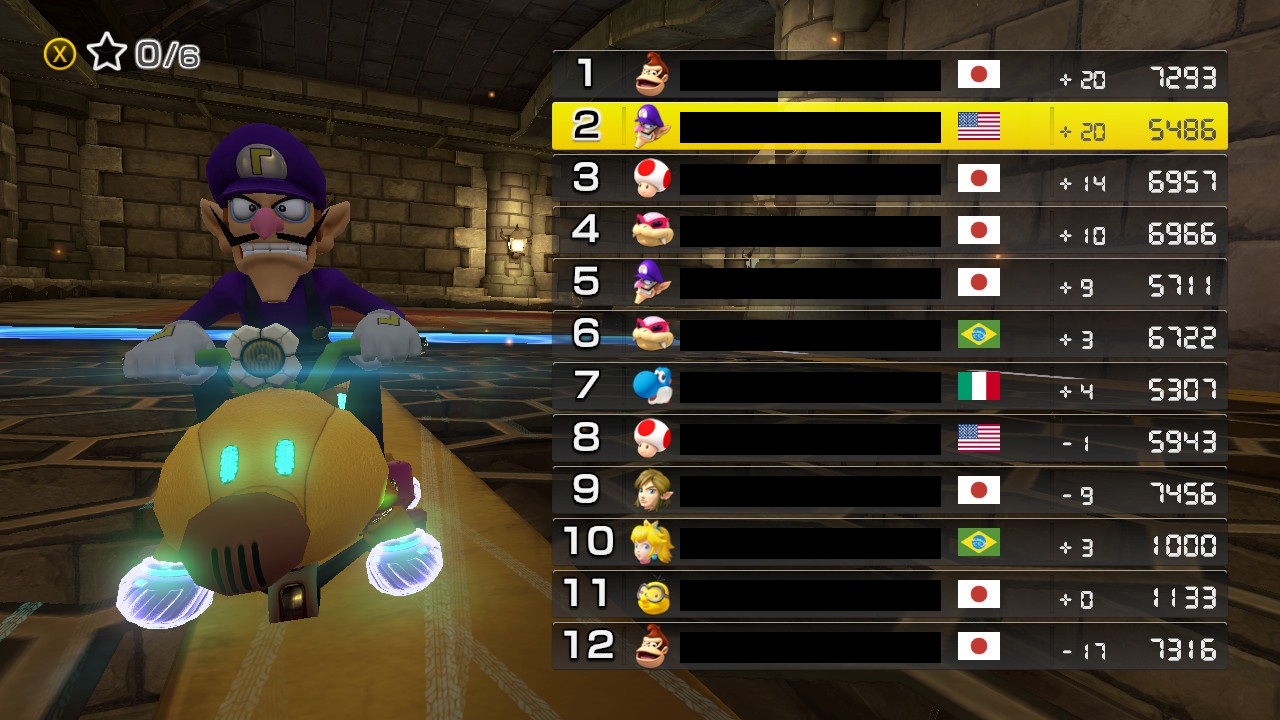 X 0/6
1 + 20 7293
2 + 20 5486
3 + 14 6957
4 + 10 6966
5 + 9 5711
6 + 3 6722
7 + 4 5307
8 - 1 5943
9 - 9 7456
10 + 3 1000
11 + 0 1133
12 - 17 7316